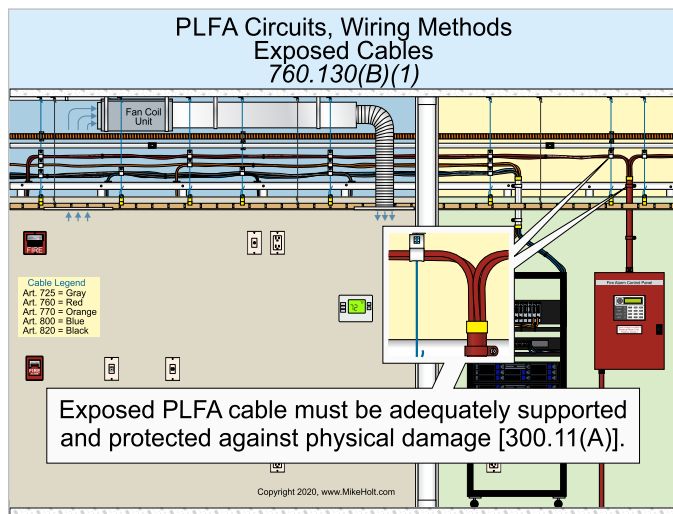 PLFA Circuits, Wiring Methods
Exposed Cables
760.130(B)(1)
Fan Coil
Unit
FIRE
Cable Legend
Art. 725 = Gray
Art. 760 = Red
Art. 770 = Orange
Art. 800 = Blue
Art. 820 = Black
72°
Fire Alarm Control Panel
Exposed PLFA cable must be adequately supported
and protected against physical damage [300.11(A)].
Copyright 2020, www.MikeHolt.com